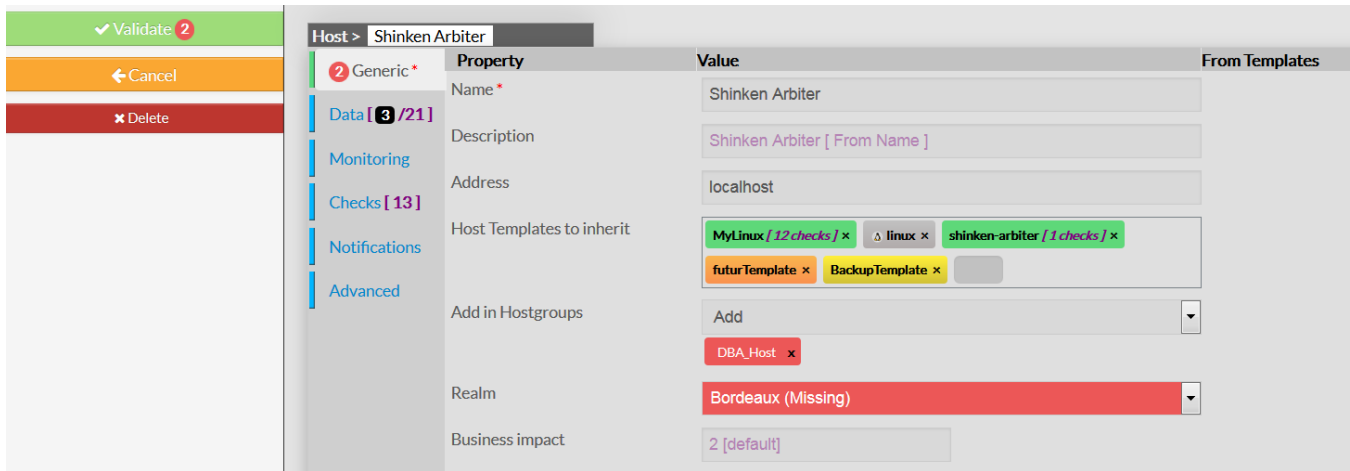 Validate 2
Cancel
Delete
Host > Shinken Arbiter
2 Generic *
Data [ 3 /21 ]
Monitoring
Checks [ 13 ]
Notifications
Advanced
Property Value From Templates
Name * Shinken Arbiter
Description Shinken Arbiter [ From Name ]
Address localhost
Host Templates to inherit MyLinux [ 12 checks ] × linux × shinken-arbiter [ 1 checks ] ×
futurTemplate × BackupTemplate ×
Add in Hostgroups Add
DBA_Host x
Realm Bordeaux (Missing)
Business impact 2 [default]